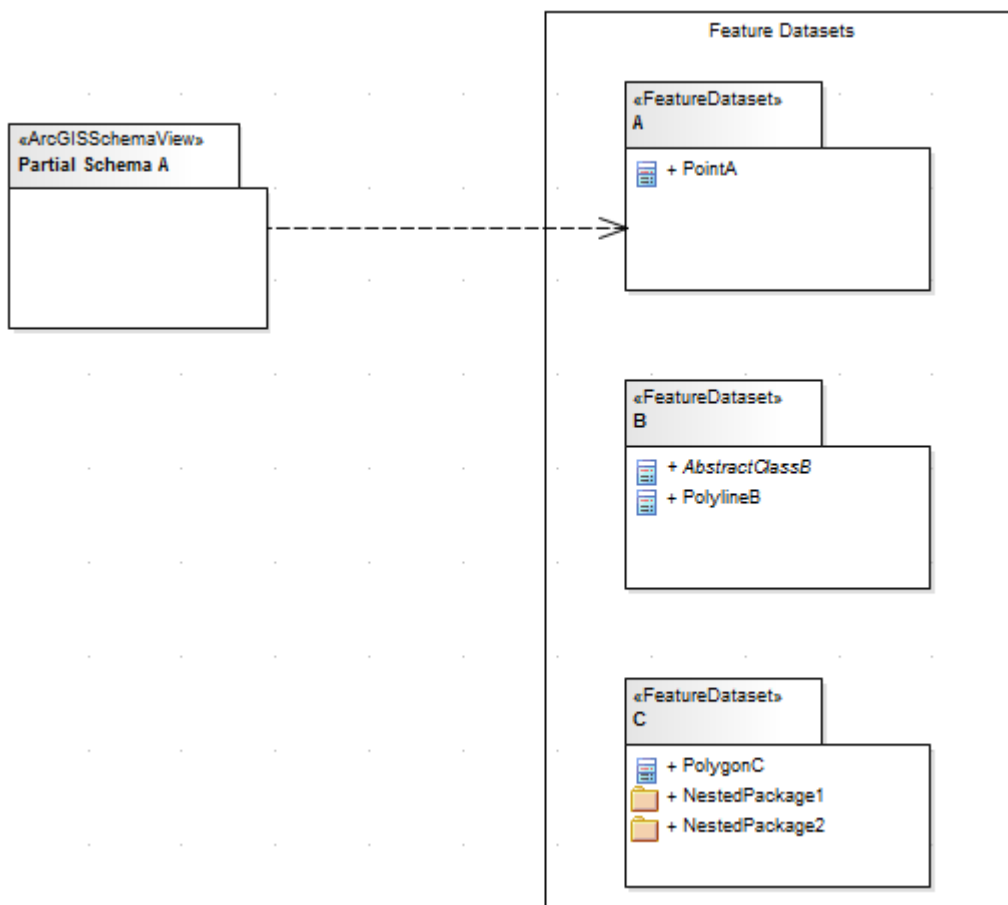 Feature Datasets
«FeatureDataset»
A
+ PointA
«ArcGISSchemaView»
Partial Schema A
«FeatureDataset»
B
+ AbstractClassB
+ PolylineB
«FeatureDataset»
C
+ PolygonC
+ NestedPackage1
+ NestedPackage2